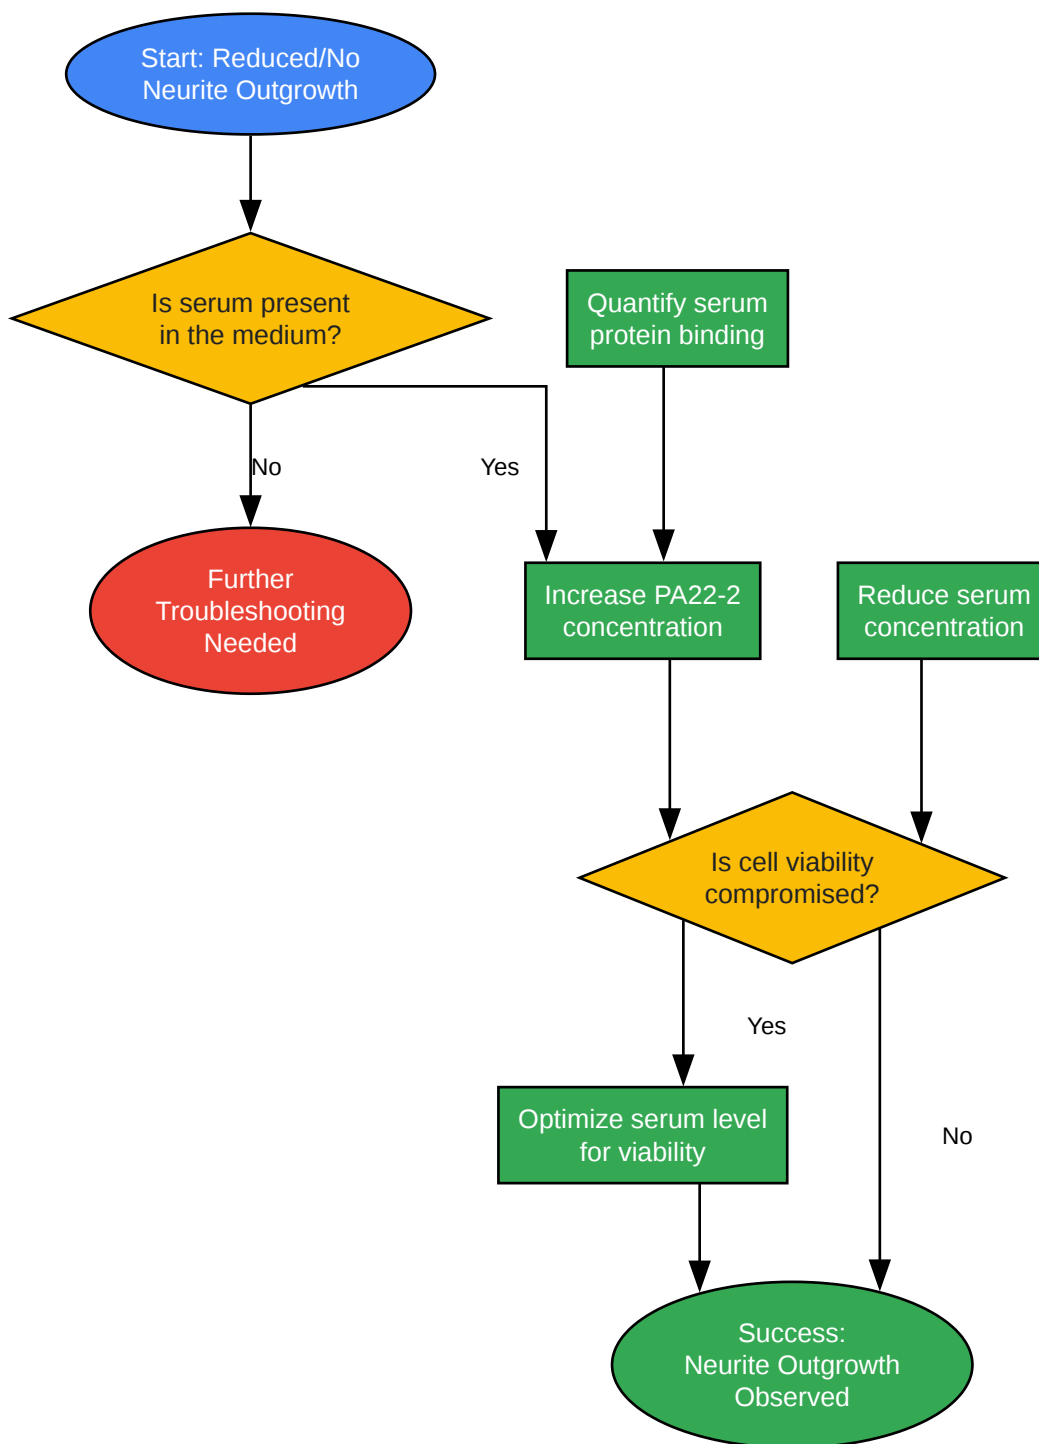 Start: Reduced/No
Neurite Outgrowth
Is serum present
in the medium?
Quantify serum
protein binding
No
Yes
Further
Troubleshooting
Needed
Increase PA22-2
concentration
Reduce serum
concentration
Is cell viability
compromised?
Yes
Optimize serum level
for viability
No
Success:
Neurite Outgrowth
Observed